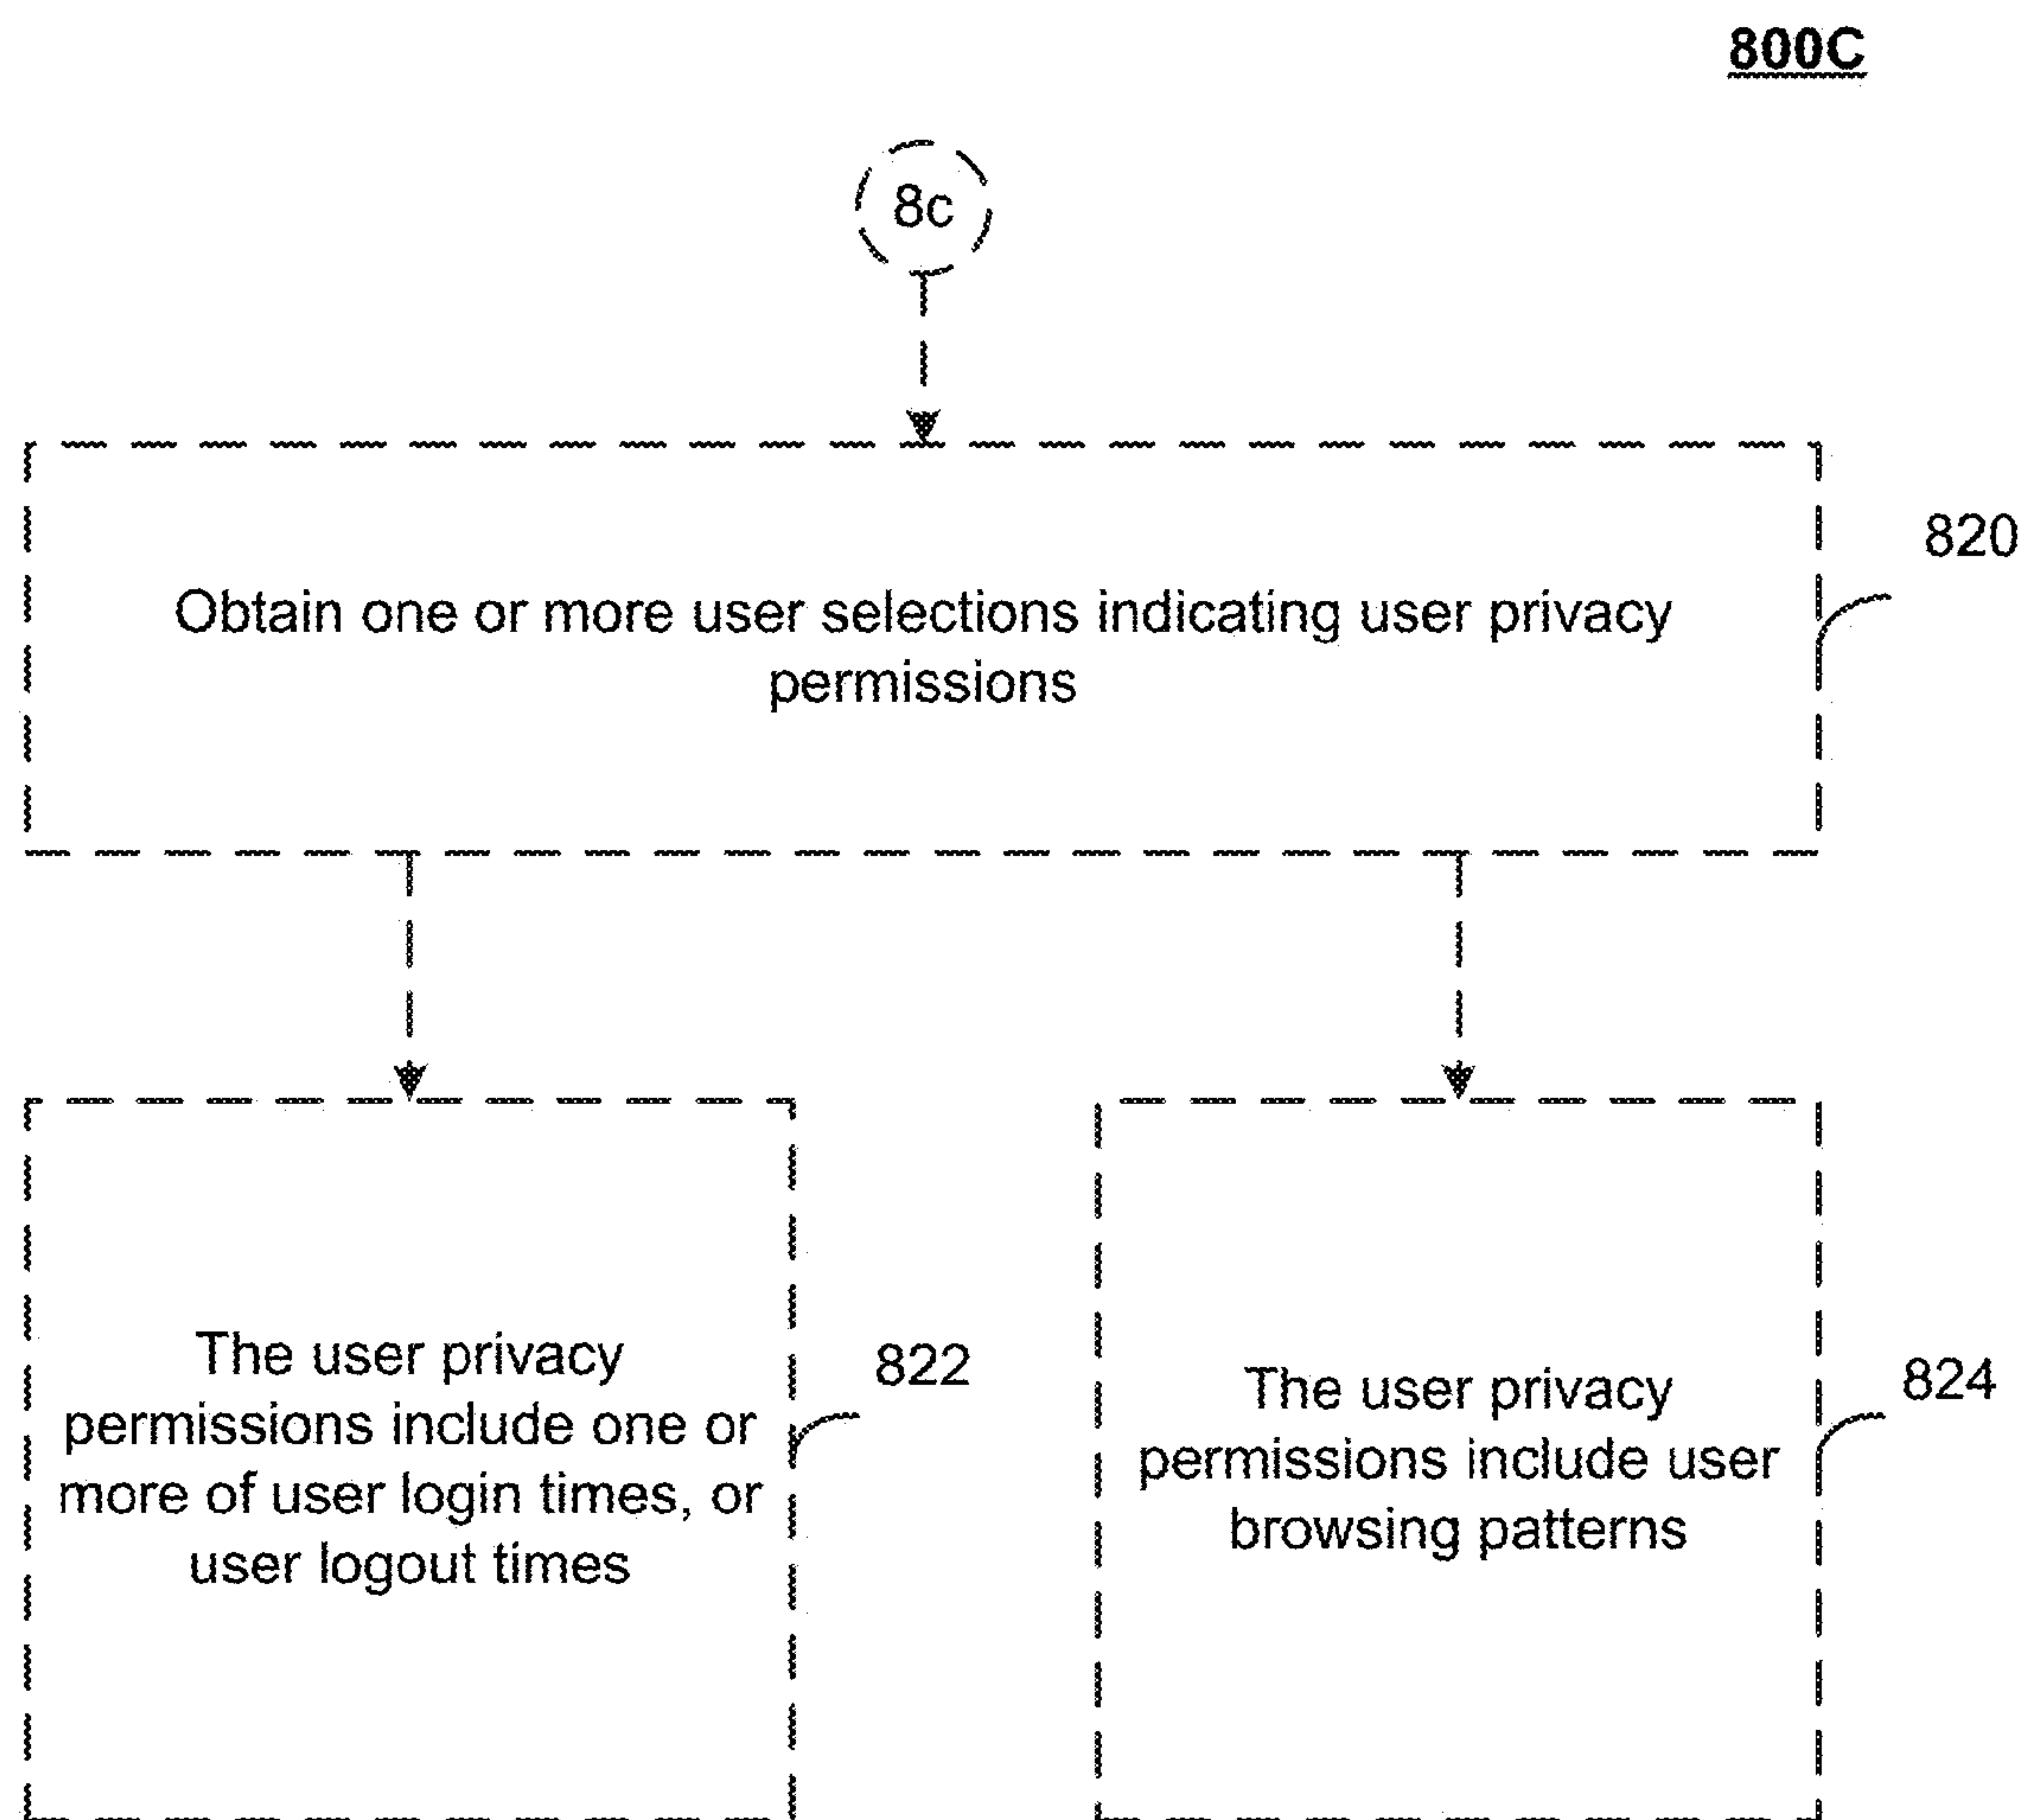 800C
8c
820
Obtain one or more user selections indicating user privacy
permissions
The user privacy
permissions include one or
more of user login times, or
user logout times
822
The user privacy
permissions include user
browsing patterns
824